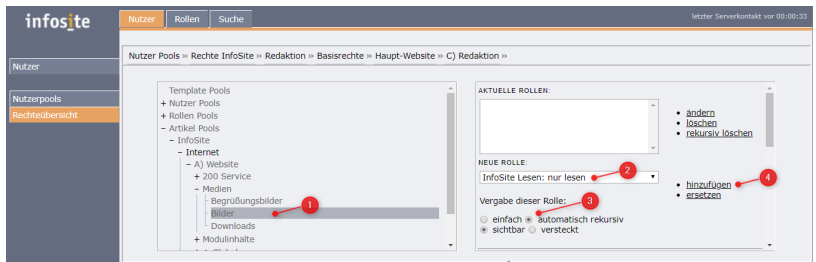 infosite
Nutzer Rollen Suche
letzter Serverkontakt vor 00:00:33
Nutzer Pools » Rechte InfoSite » Redaktion » Basisrechte » Haupt-Website » C) Redaktion »
Nutzer
Nutzerpools
Rechteübersicht
Template Pools
+ Nutzer Pools
+ Rollen Pools
− Artikel Pools
− InfoSite
− Internet
− A) Website
+ 200 Service
− Medien
Begrüßungsbilder
Bilder
Downloads
+ Modulinhalte
1
AKTUELLE ROLLEN:
• ändern
• löschen
• rekursiv löschen
NEUE ROLLE:
InfoSite Lesen: nur lesen
2
• hinzufügen
• ersetzen
4
Vergabe dieser Rolle:
3
einfach automatisch rekursiv
sichtbar versteckt